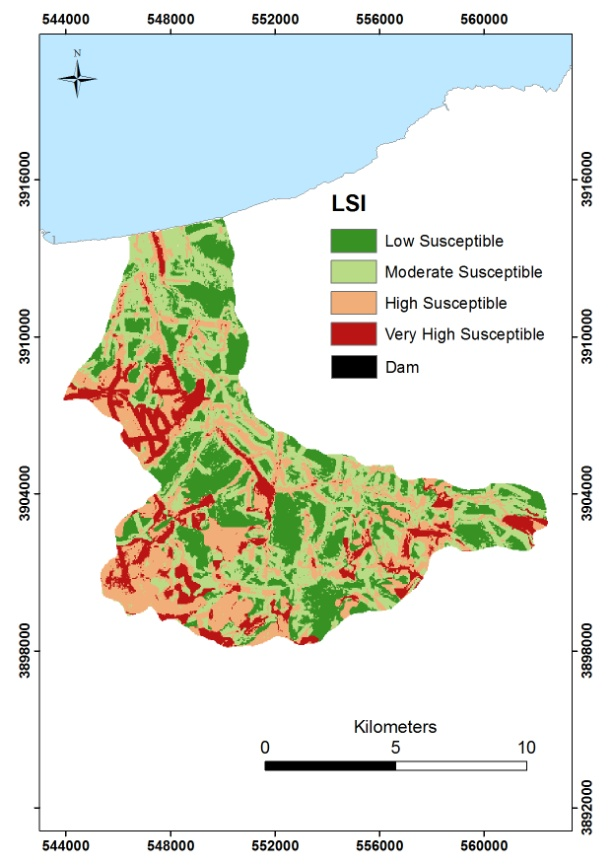 544000 548000 552000 556000 560000
N
3916000 3916000
LSI
Low Susceptible
Moderate Susceptible
High Susceptible
Very High Susceptible
Dam
3910000 3910000
3904000 3904000
3898000 3898000
Kilometers
0 5 10
3892000
544000 548000 552000 556000 560000